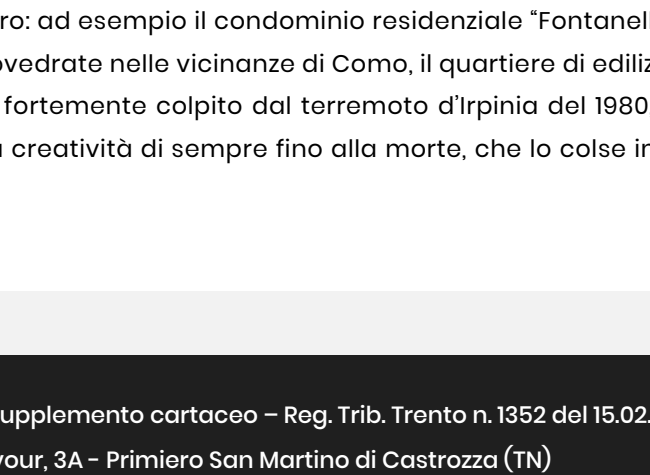 ro: ad esempio il condominio residenziale “Fontanell
ovedrate nelle vicinanze di Como, il quartiere di ediliz
fortemente colpito dal terremoto d’Irpinia del 1980
creatività di sempre fino alla morte, che lo colse in
upplemento cartaceo – Reg. Trib. Trento n. 1352 del 15.02.
vour, 3A - Primiero San Martino di Castrozza (TN)